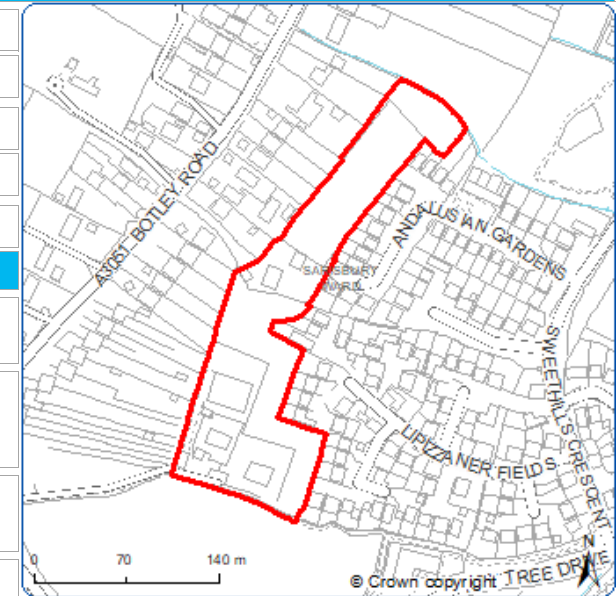 A3051 BOTLEY ROAD
ANDALUSIAN GARDENS
SARISBURY
WARD
SWEETHILLS CRESCENT
LIPIZZANER FIELDS
TREE DRIVE
N
0 70 140 m
© Crown copyright